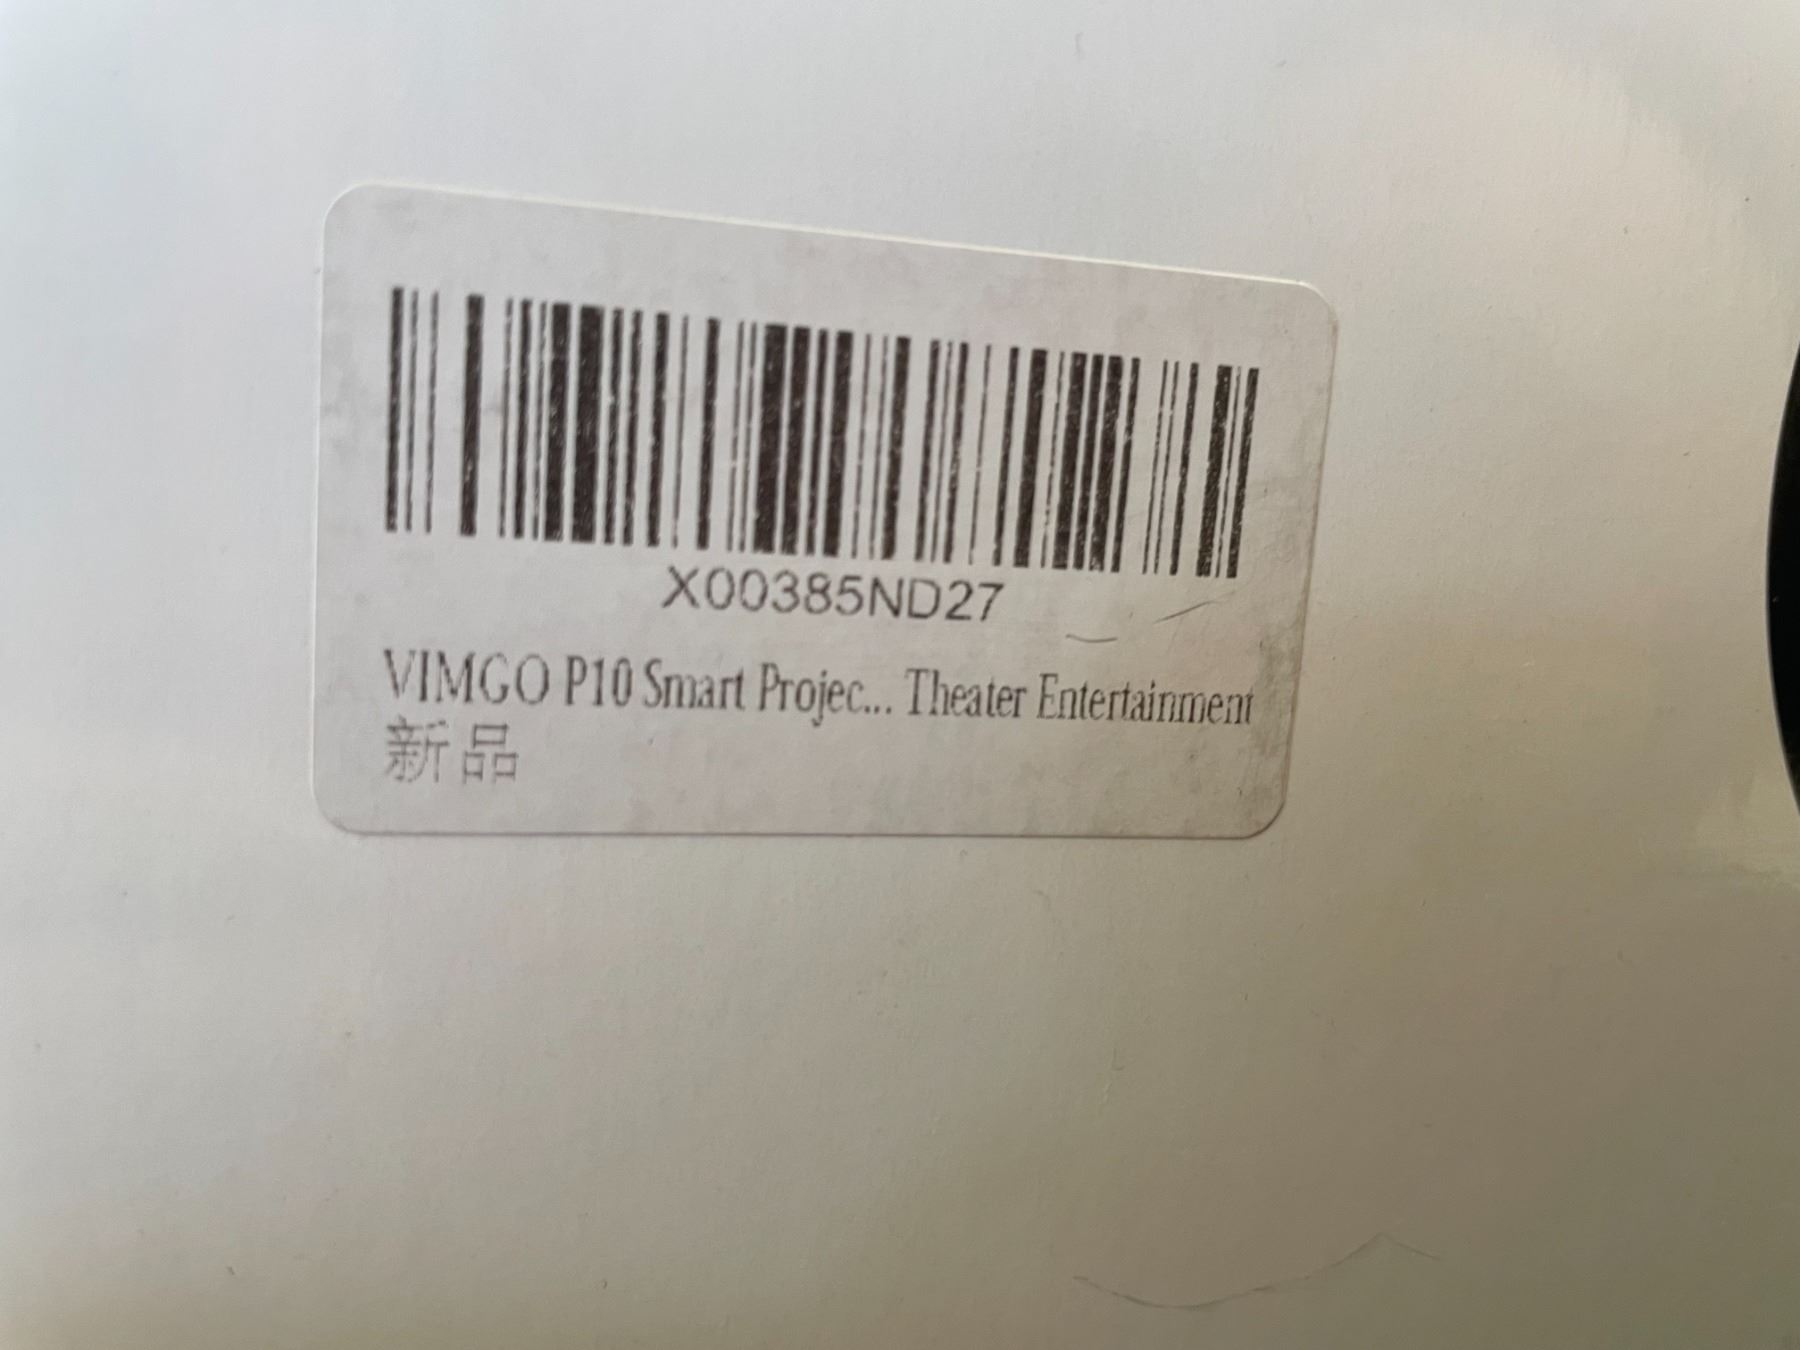 X00385ND27
VIMGO P10 Smart Projec... Theater Entertainment
新品